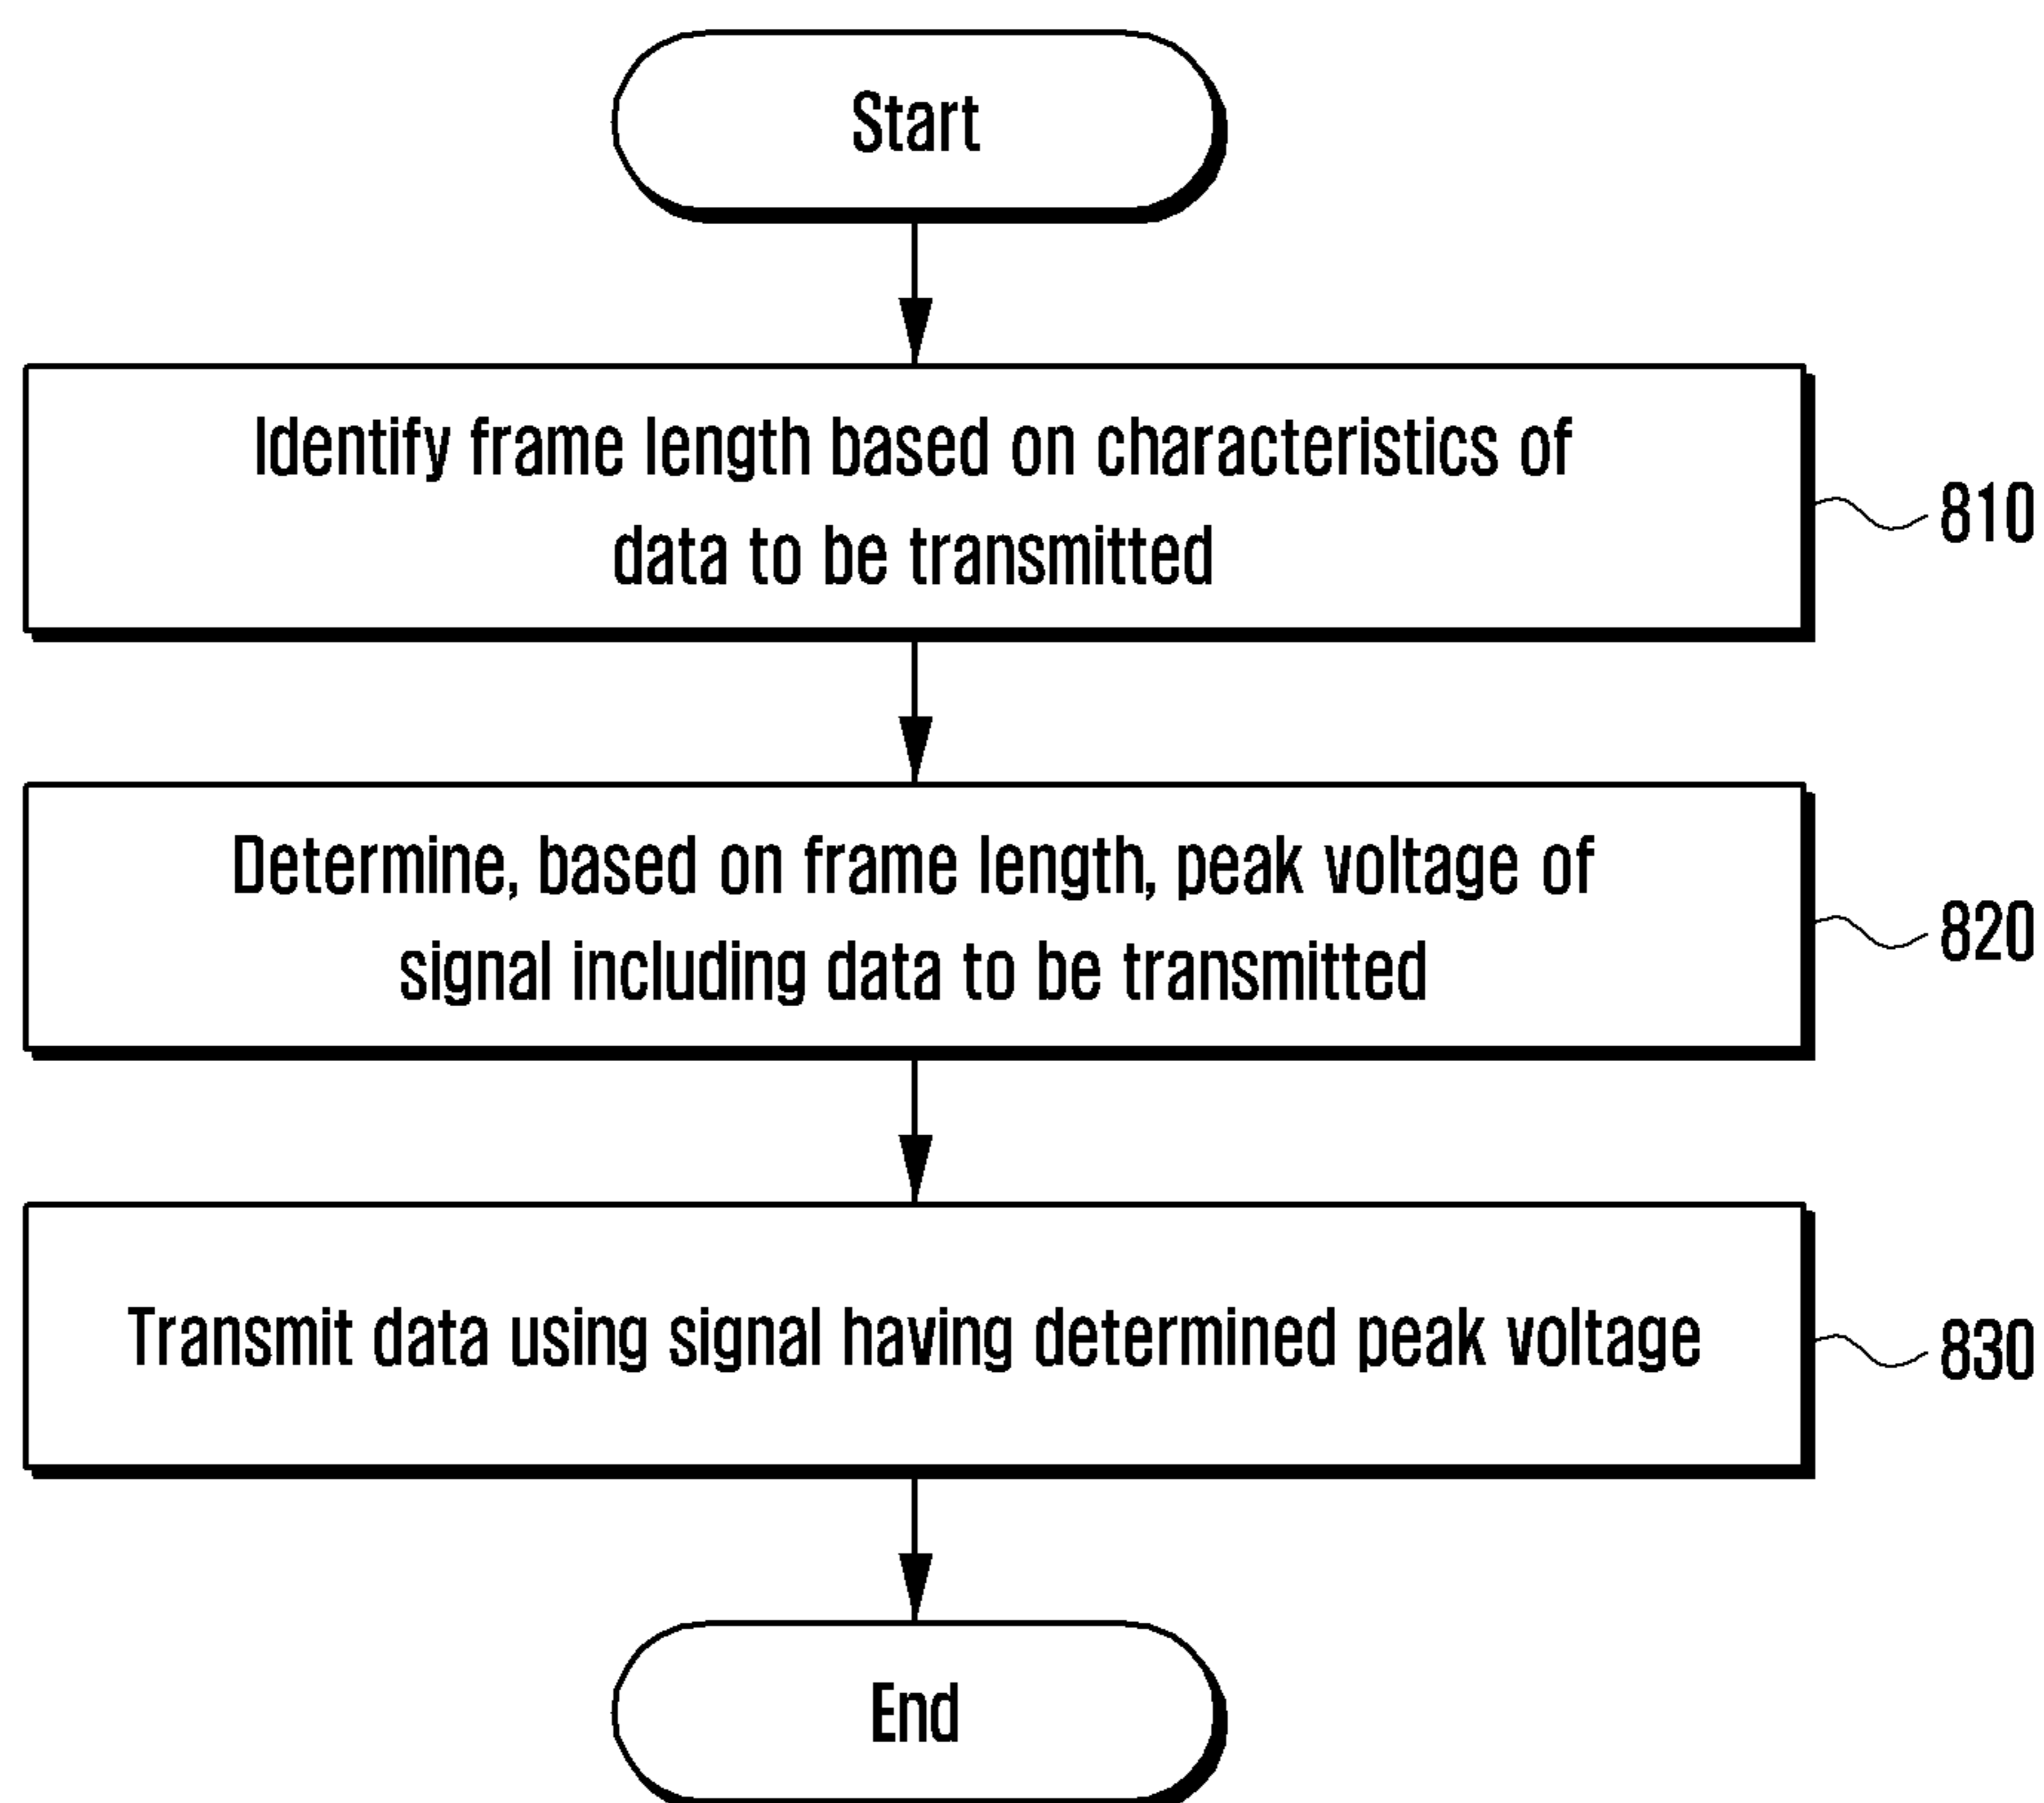 Start
Identify frame length based on characteristics of
data to be transmitted
810
Determine, based on frame length, peak voltage of
signal including data to be transmitted
820
Transmit data using signal having determined peak voltage
830
End